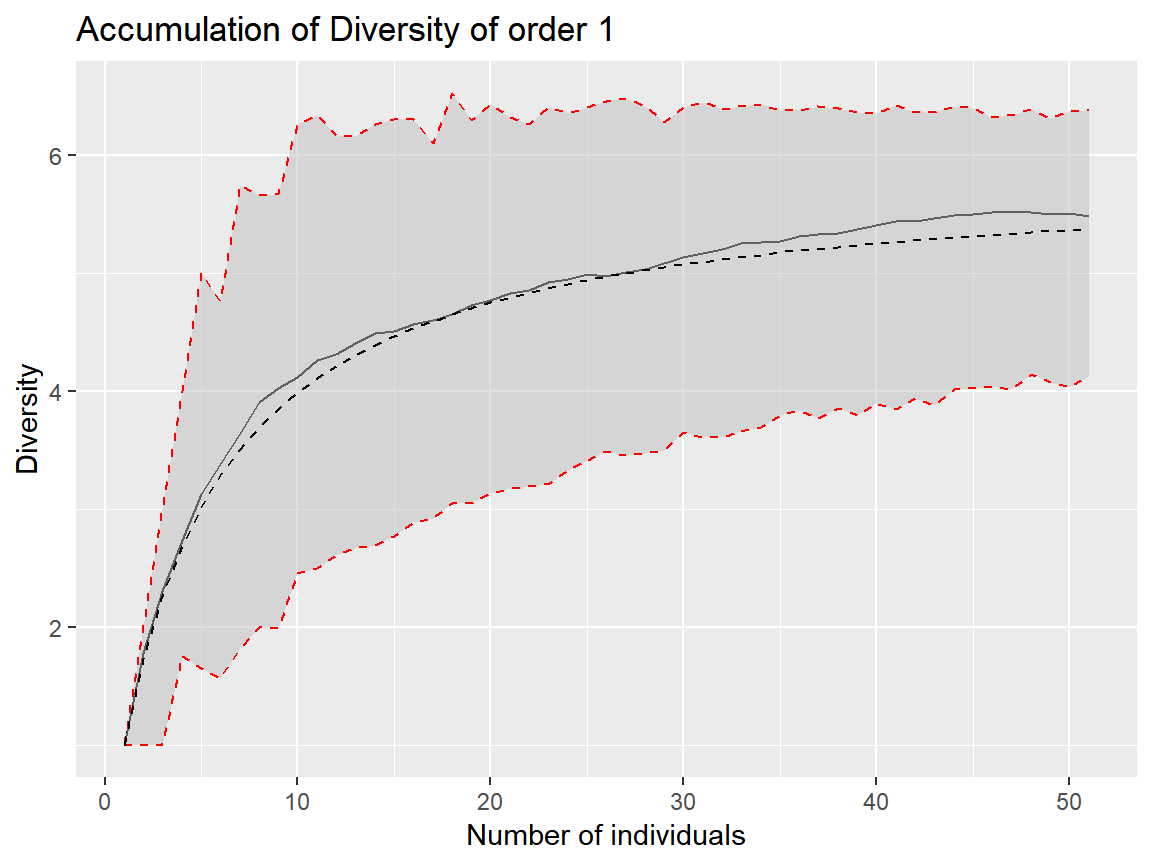 Accumulation of Diversity of order 1
Diversity
6
4
2
0 10 20 30 40 50
Number of individuals